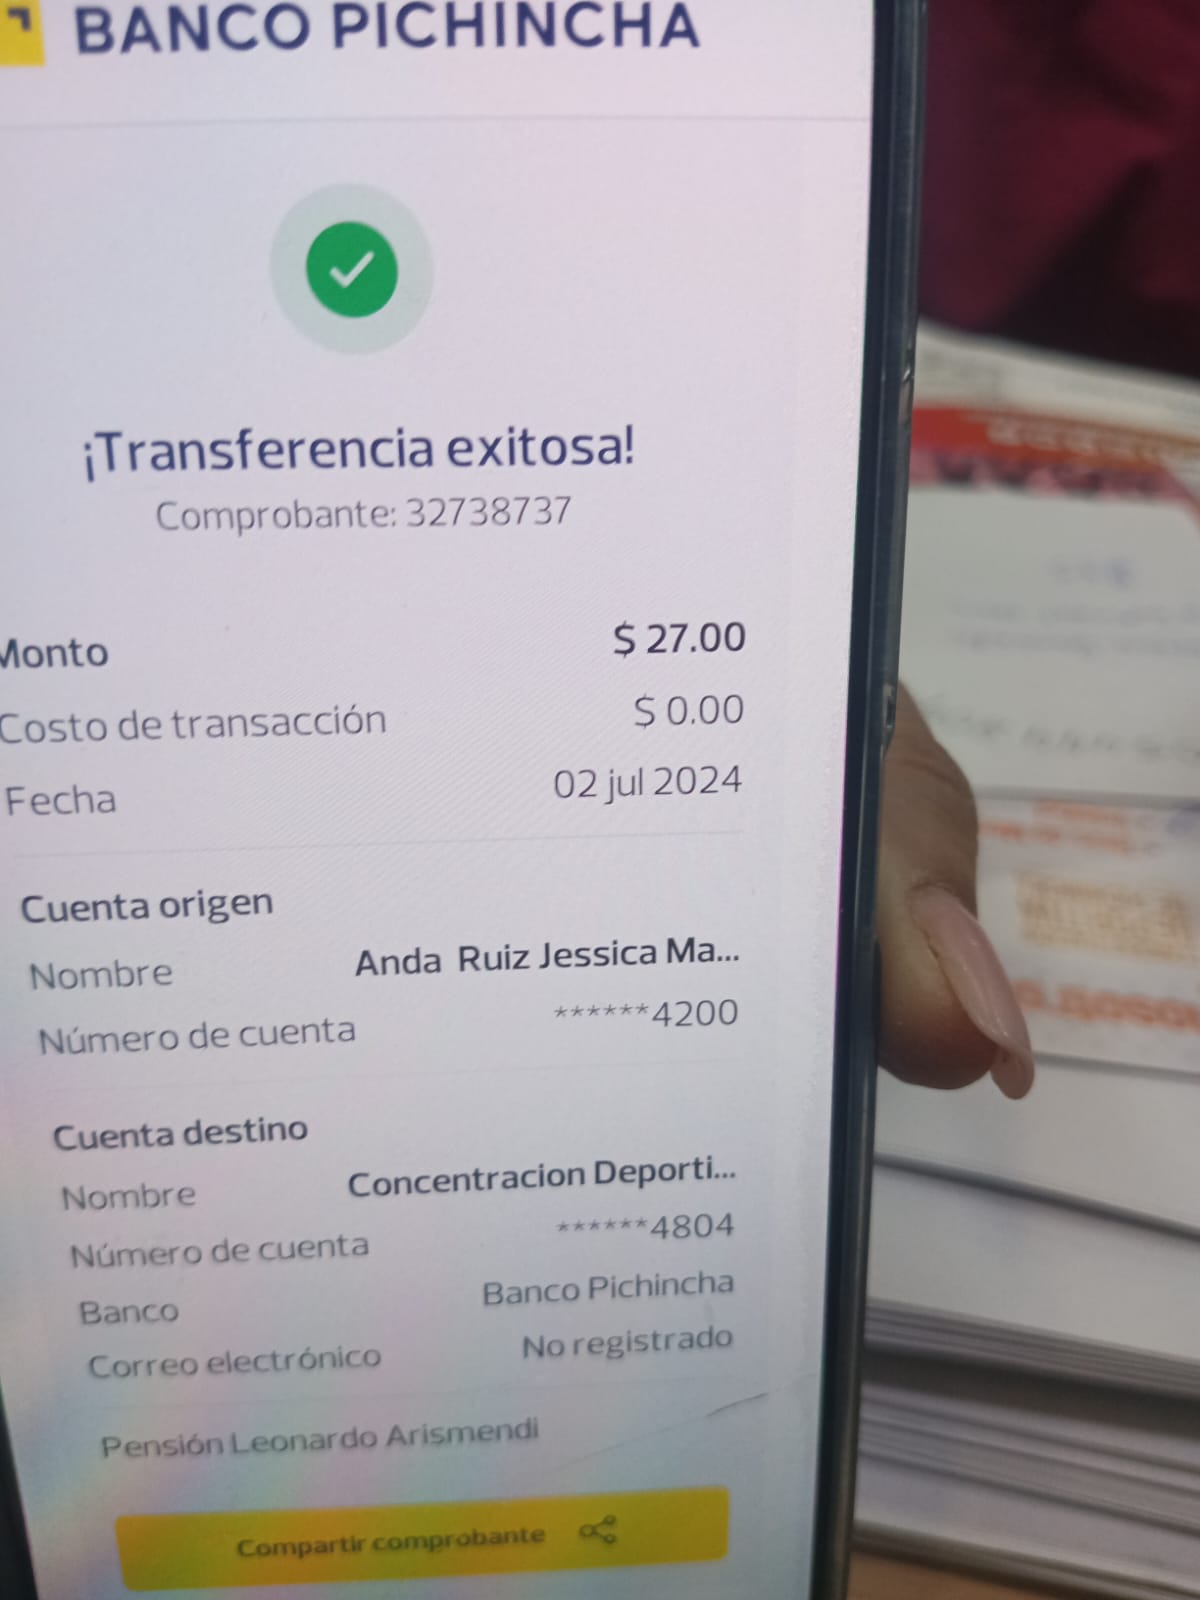 BANCO PICHINCHA
¡Transferencia exitosa!
Comprobante: 32738737
Monto $ 27.00
Costo de transacción $ 0.00
Fecha 02 jul 2024
Cuenta origen
Nombre Anda Ruiz Jessica Ma...
Número de cuenta ******4200
Cuenta destino
Nombre Concentracion Deporti...
Número de cuenta ******4804
Banco Banco Pichincha
Correo electrónico No registrado
Pensión Leonardo Arismendi
Compartir comprobante